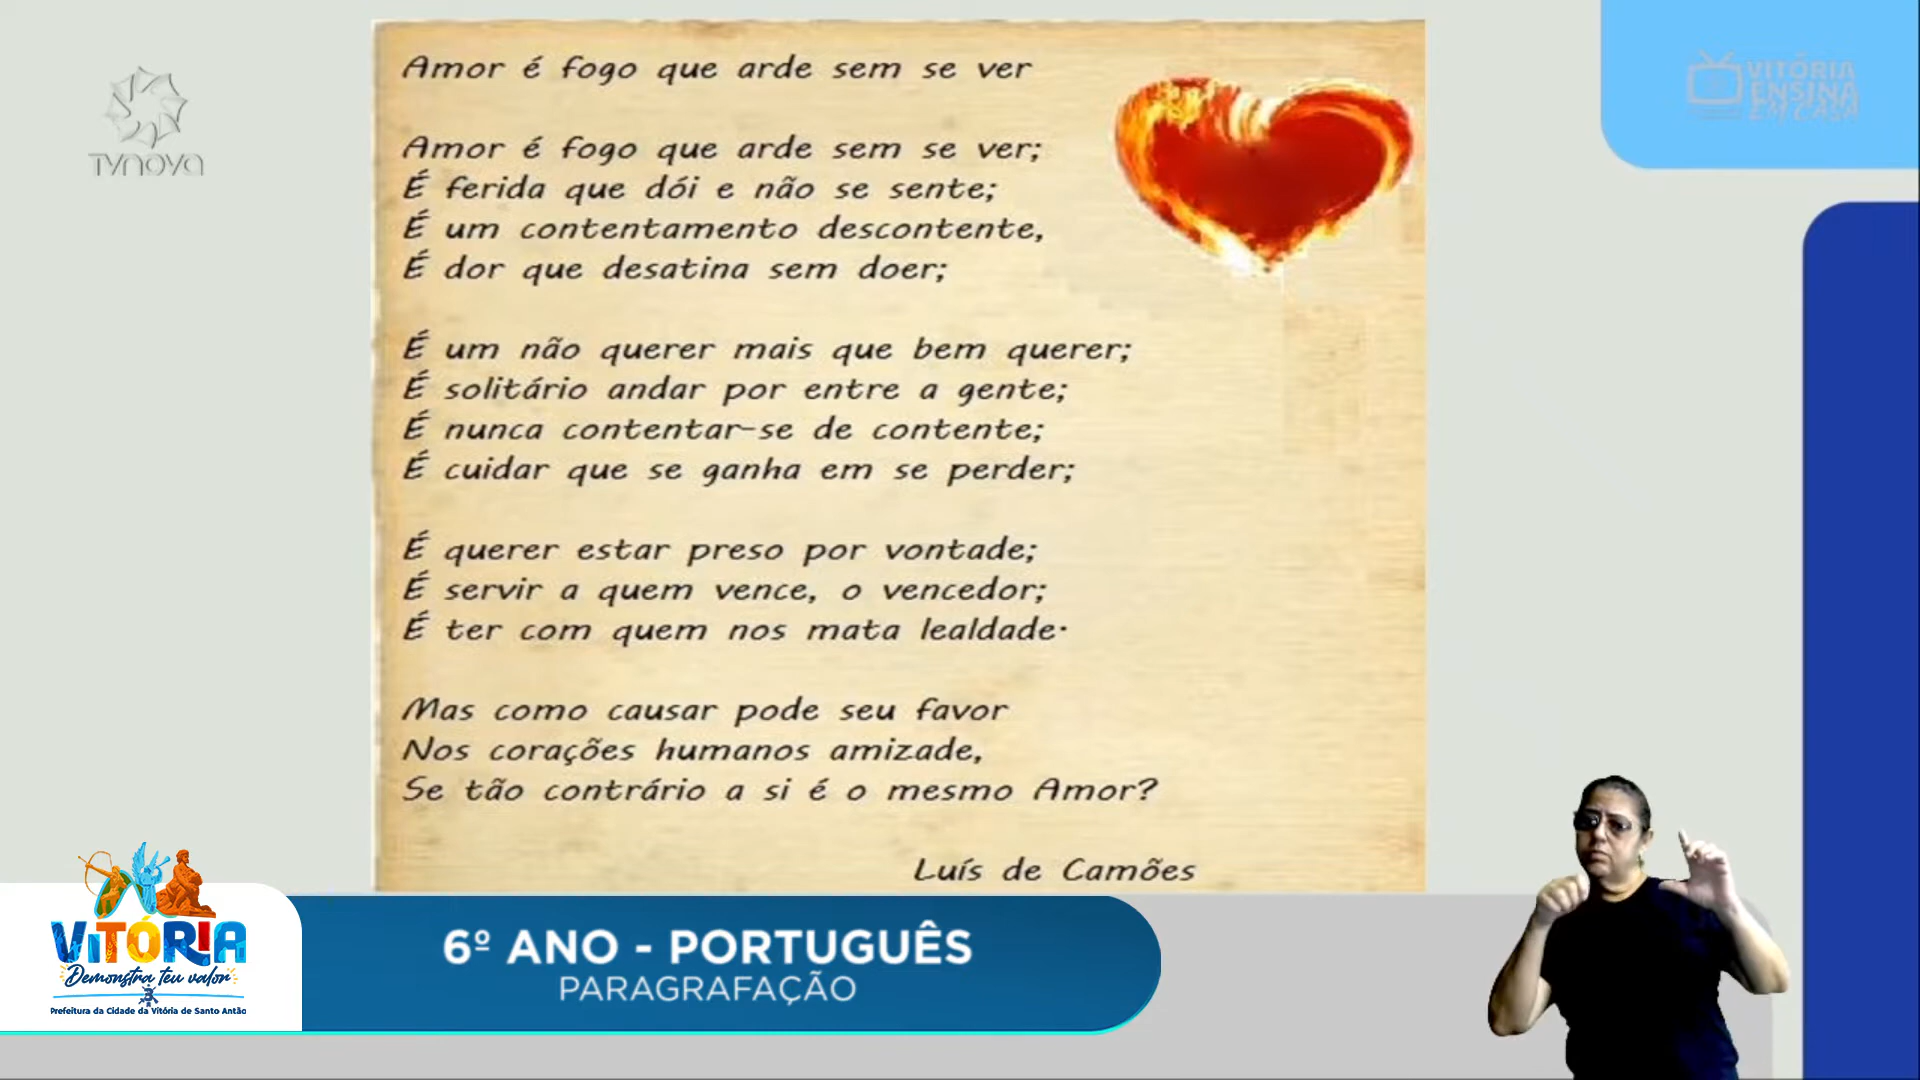 Amor é fogo que arde sem se ver
Amor é fogo que arde sem se ver;
É ferida que dói e não se sente;
É um contentamento descontente,
É dor que desatina sem doer;
É um não querer mais que bem querer;
É solitário andar por entre a gente;
É nunca contentar-se de contente;
É cuidar que se ganha em se perder;
É querer estar preso por vontade;
É servir a quem vence, o vencedor;
É ter com quem nos mata lealdade.
Mas como causar pode seu favor
Nos corações humanos amizade,
Se tão contrário a si é o mesmo Amor?
Luís de Camões
TVNOVA
VITÓRIA
ENSINA
EM CASA
VITÓRIA
Demonstra teu valor
Prefeitura da Cidade da Vitória de Santo Antão
6º ANO - PORTUGUÊS
PARAGRAFAÇÃO